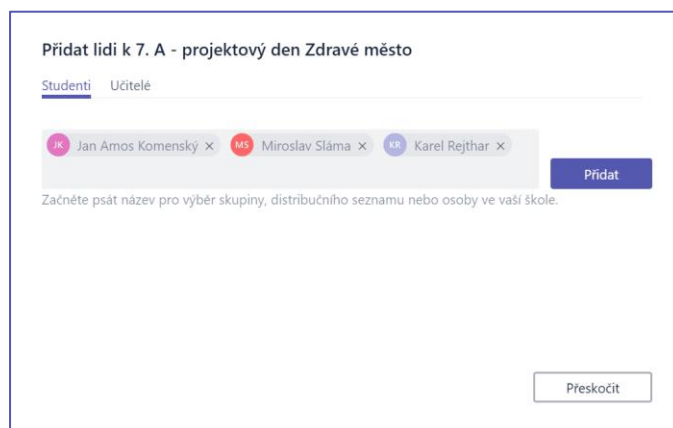 Přidat lidi k 7. A - projektový den Zdravé město
Studenti Učitelé
JK Jan Amos Komenský × MS Miroslav Sláma × KR Karel Rejthar ×
Přidat
Začněte psát název pro výběr skupiny, distribučního seznamu nebo osoby ve vaší škole.
Přeskočit